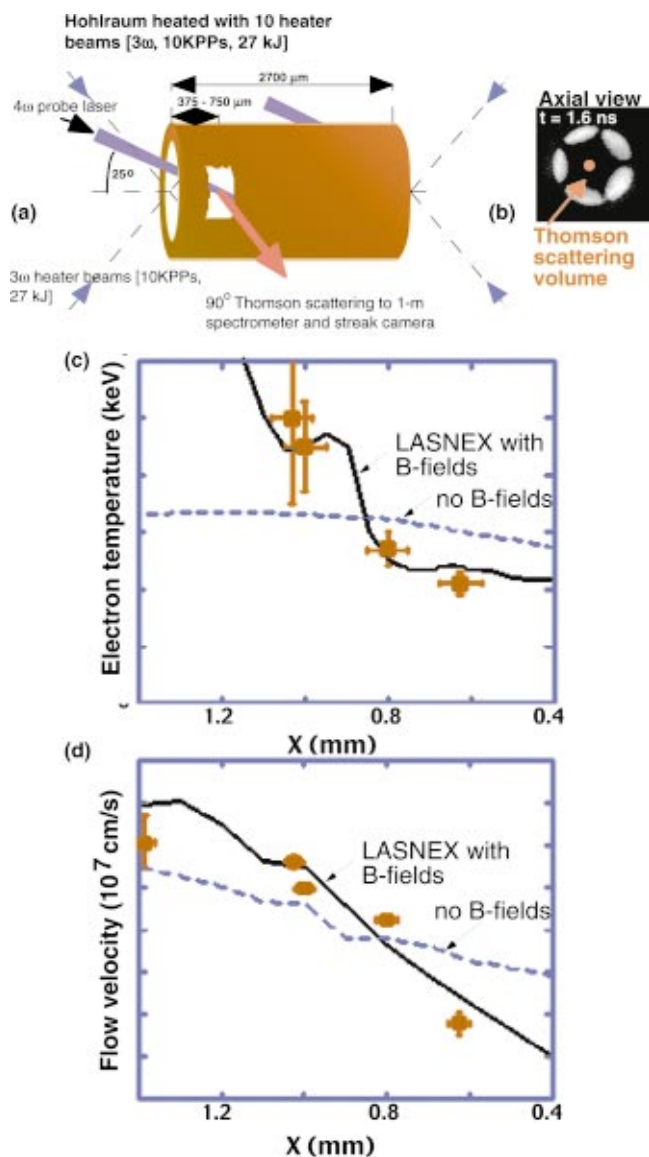 Hohlraum heated with 10 heater
beams [3ω, 10KPPs, 27 kJ]
2700 μm
375 - 750 μm
4ω probe laser
25°
(a)
3ω heater beams [10KPPs,
27 kJ]
90° Thomson scattering to 1-m
spectrometer and streak camera
Axial view
t = 1.6 ns
(b)
Thomson
scattering
volume
(c)
Electron temperature (keV)
LASNEX with
B-fields
no B-fields
1.2
0.8
0.4
X (mm)
(d)
Flow velocity (10⁷ cm/s)
LASNEX with
B-fields
no B-fields
1.2
0.8
0.4
X (mm)